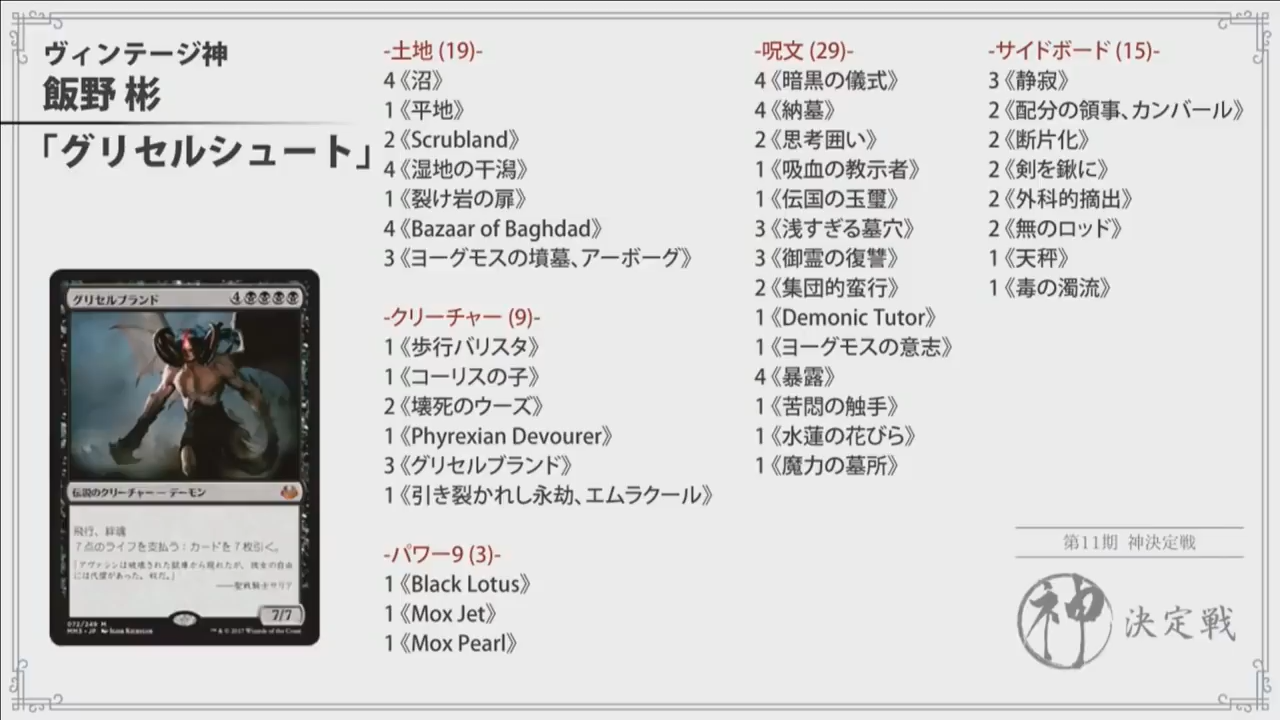 ヴィンテージ神
飯野 彬
「グリセルシュート」
-土地 (19)-
4《沼》
1《平地》
2《Scrubland》
4《湿地の干潟》
1《裂け岩の扉》
4《Bazaar of Baghdad》
3《ヨーグモスの墳墓、アーボーグ》
-クリーチャー (9)-
1《歩行バリスタ》
1《コーリスの子》
2《壊死のウーズ》
1《Phyrexian Devourer》
3《グリセルブランド》
1《引き裂かれし永劫、エムラクール》
-パワー9 (3)-
1《Black Lotus》
1《Mox Jet》
1《Mox Pearl》
-呪文 (29)-
4《暗黒の儀式》
4《納墓》
2《思考囲い》
1《吸血の教示者》
1《伝国の玉璽》
3《浅すぎる墓穴》
3《御霊の復讐》
2《集団的蛮行》
1《Demonic Tutor》
1《ヨーグモスの意志》
4《暴露》
1《苦悶の触手》
1《水蓮の花びら》
1《魔力の墓所》
-サイドボード (15)-
3《静寂》
2《配分の領事、カンバール》
2《断片化》
2《剣を鍬に》
2《外科的摘出》
2《無のロッド》
1《天秤》
1《毒の濁流》
グリセルブランド
4
伝説のクリーチャー ― デーモン
飛行、絆魂
7点のライフを支払う：カードを7枚引く。
7/7
072/249 M
MM3・JP
第11期 神決定戦
神
決定戦